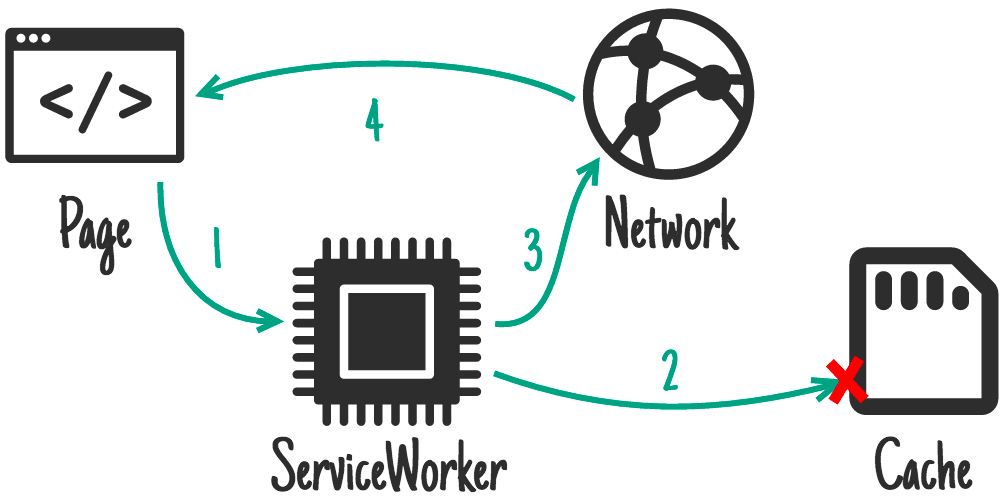 </>
4
Page
1
3
Network
2
ServiceWorker
Cache